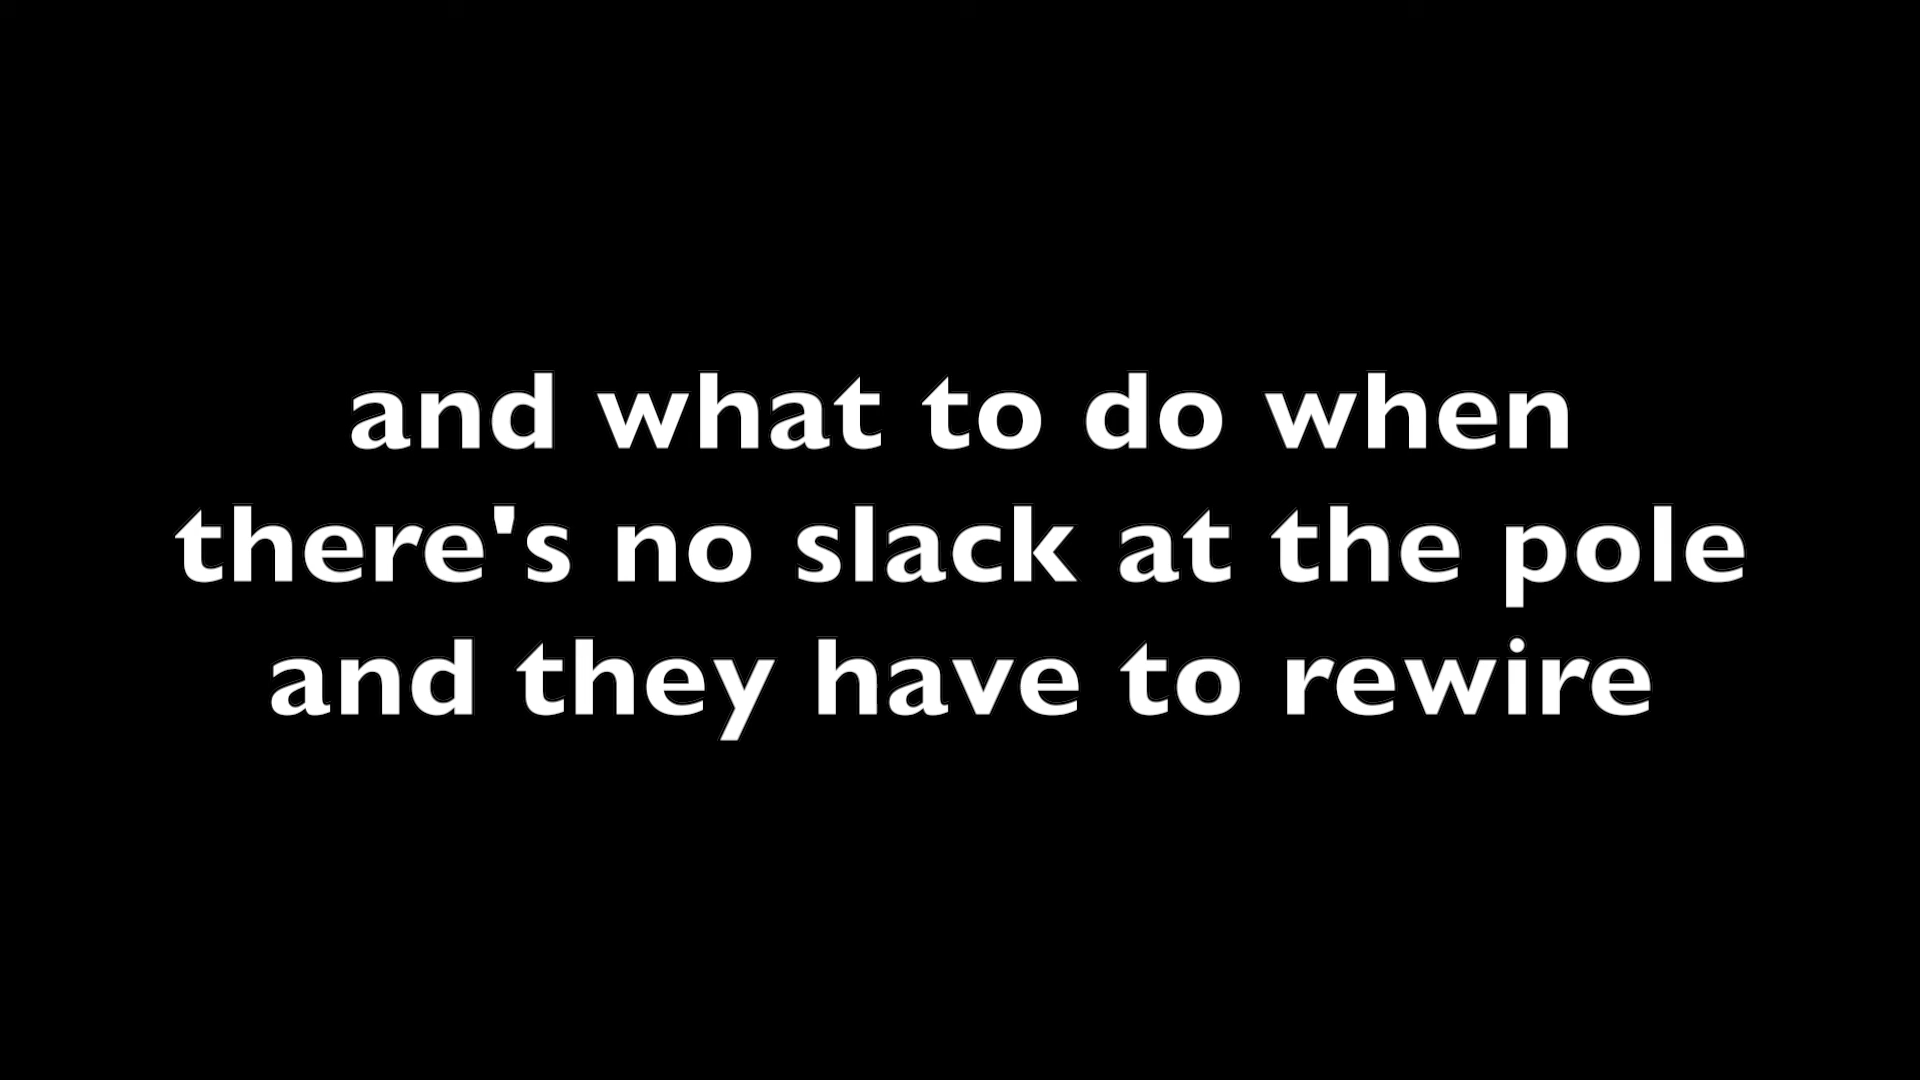 and what to do when
there's no slack at the pole
and they have to rewire